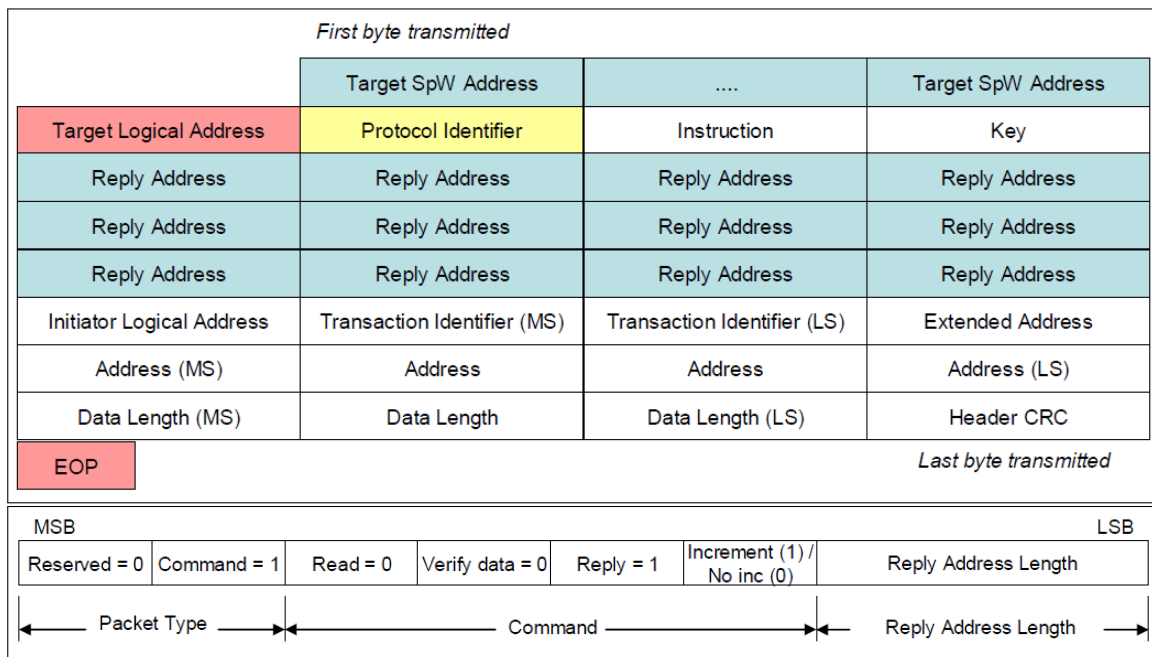 First byte transmitted
Target SpW Address .... Target SpW Address
Target Logical Address Protocol Identifier Instruction Key
Reply Address Reply Address Reply Address Reply Address
Reply Address Reply Address Reply Address Reply Address
Reply Address Reply Address Reply Address Reply Address
Initiator Logical Address Transaction Identifier (MS) Transaction Identifier (LS) Extended Address
Address (MS) Address Address Address (LS)
Data Length (MS) Data Length Data Length (LS) Header CRC
EOP Last byte transmitted
MSB LSB
Reserved = 0 Command = 1 Read = 0 Verify data = 0 Reply = 1 Increment (1) / No inc (0) Reply Address Length
Packet Type Command Reply Address Length